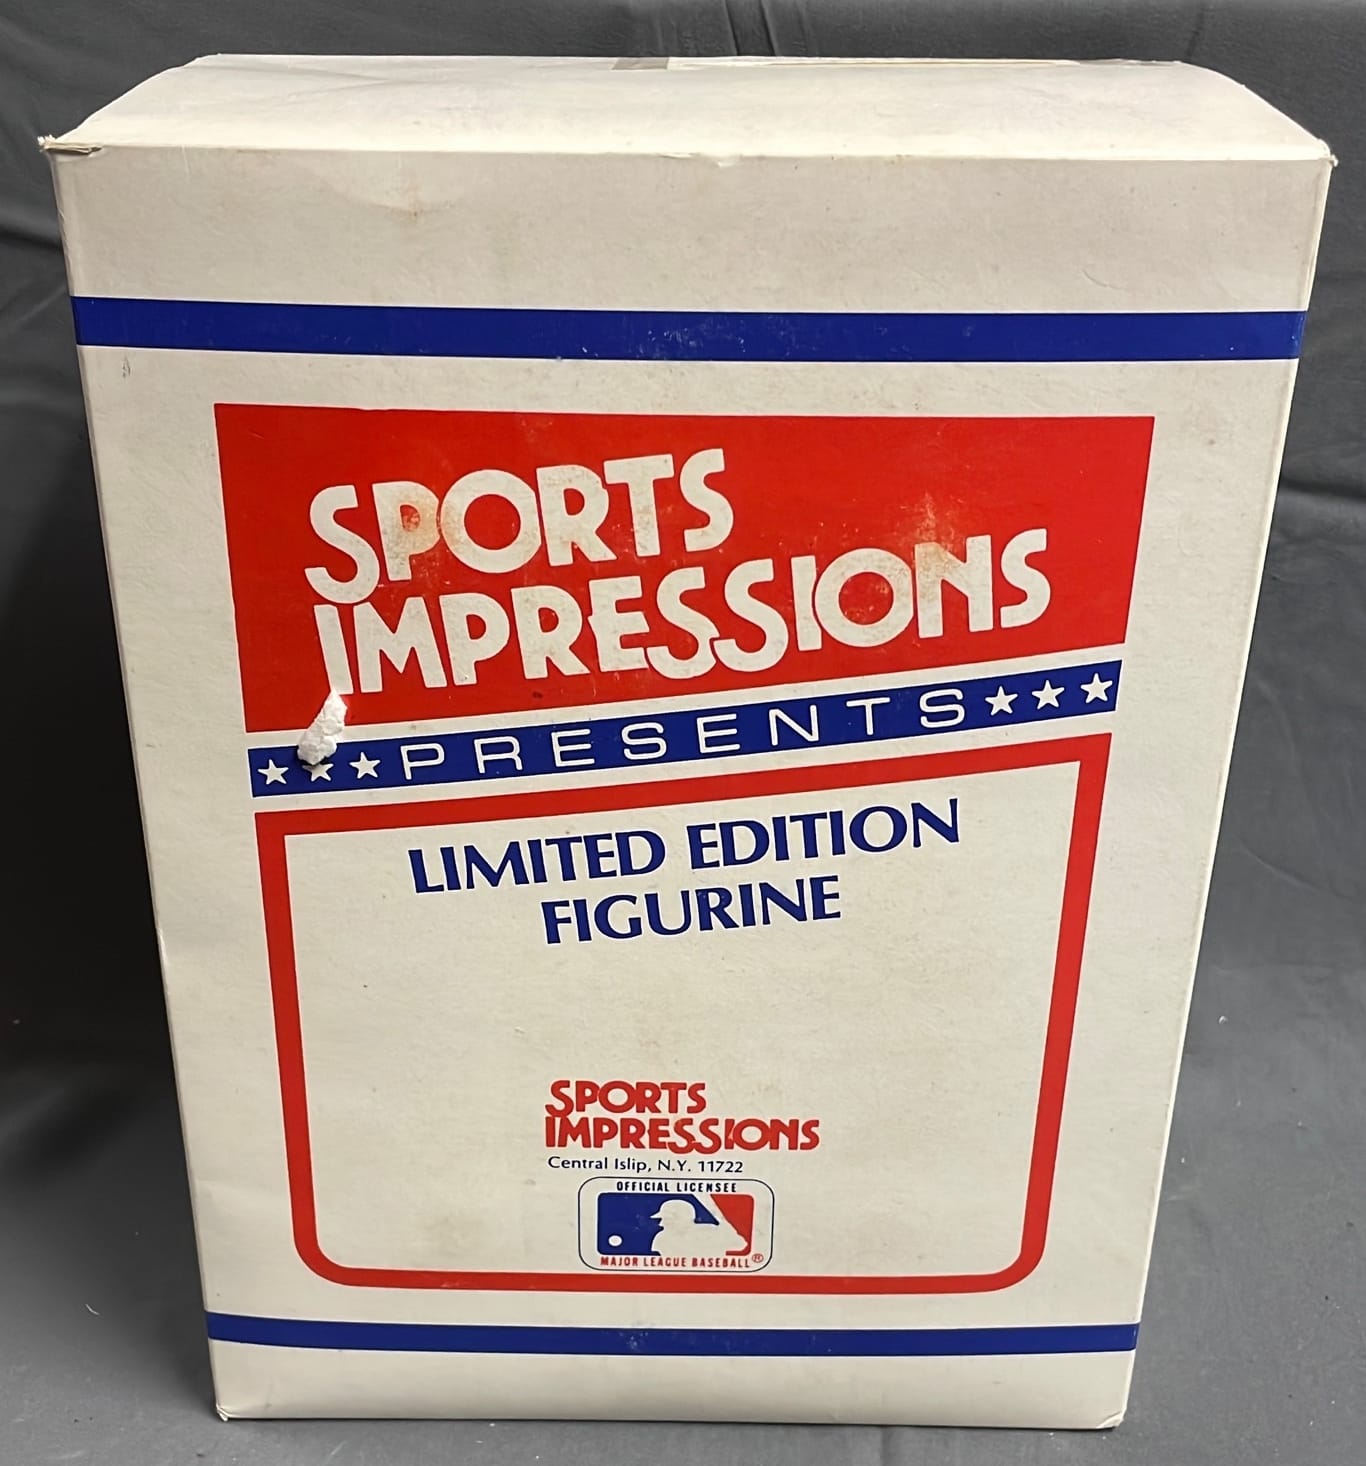 SPORTS
IMPRESSIONS
★★★PRESENTS★★★
LIMITED EDITION
FIGURINE
SPORTS
IMPRESSIONS
Central Islip, N.Y. 11722
OFFICIAL LICENSEE
MAJOR LEAGUE BASEBALL®